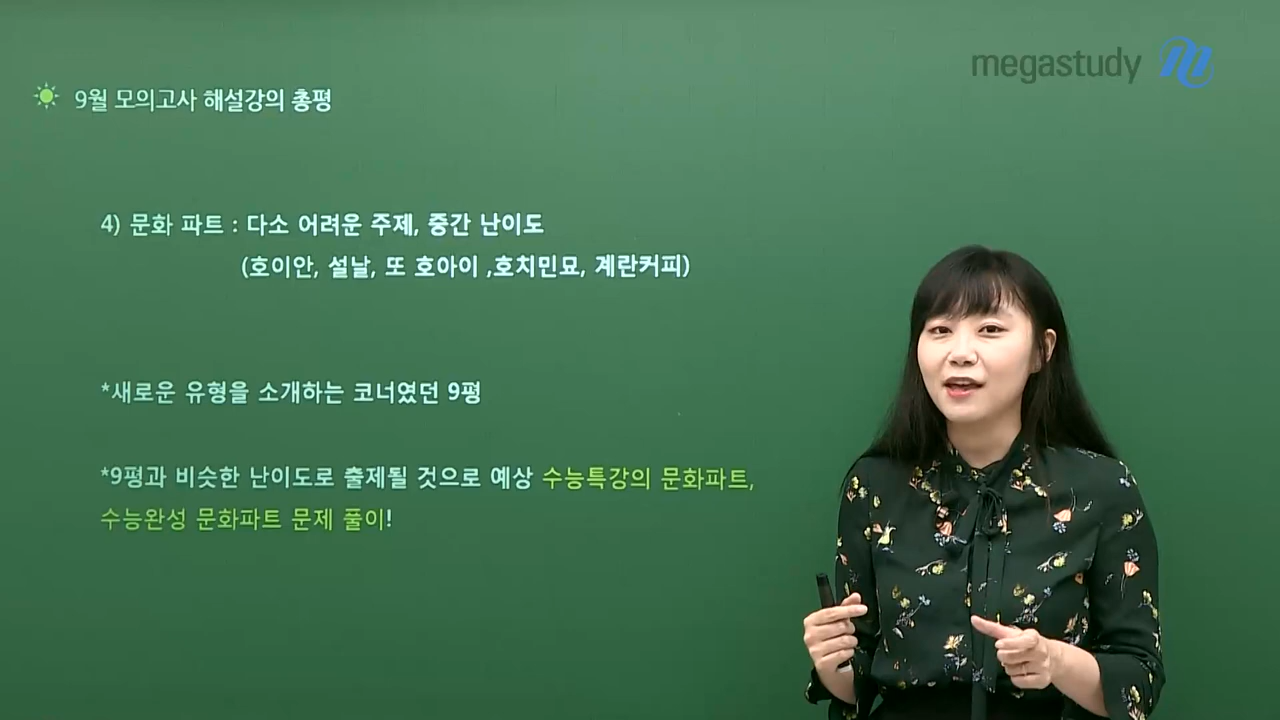 megastudy
9월 모의고사 해설강의 총평
4) 문화 파트 : 다소 어려운 주제, 중간 난이도
(호이안, 설날, 또 호아이 ,호치민묘, 계란커피)
*새로운 유형을 소개하는 코너였던 9평
*9평과 비슷한 난이도로 출제될 것으로 예상 수능특강의 문화파트,
수능완성 문화파트 문제 풀이!